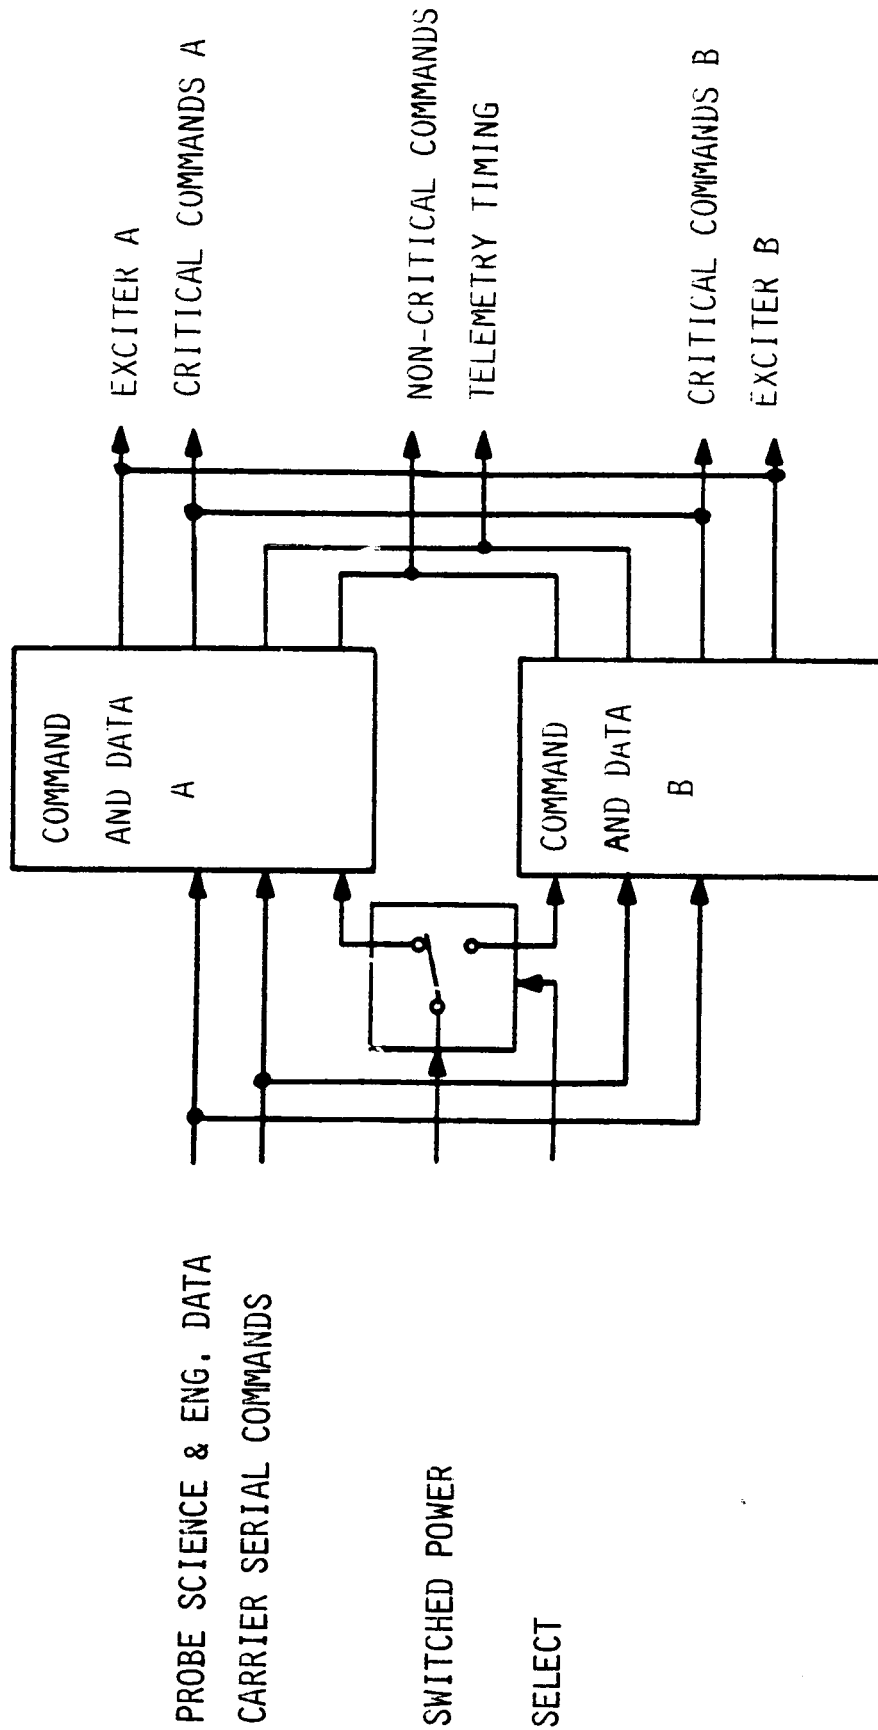 PROBE SCIENCE & ENG. DATA
CARRIER SERIAL COMMANDS
SWITCHED POWER
SELECT
COMMAND
AND DATA
A
COMMAND
AND DATA
B
EXCITER A
CRITICAL COMMANDS A
NON-CRITICAL COMMANDS
TELEMETRY TIMING
CRITICAL COMMANDS B
EXCITER B